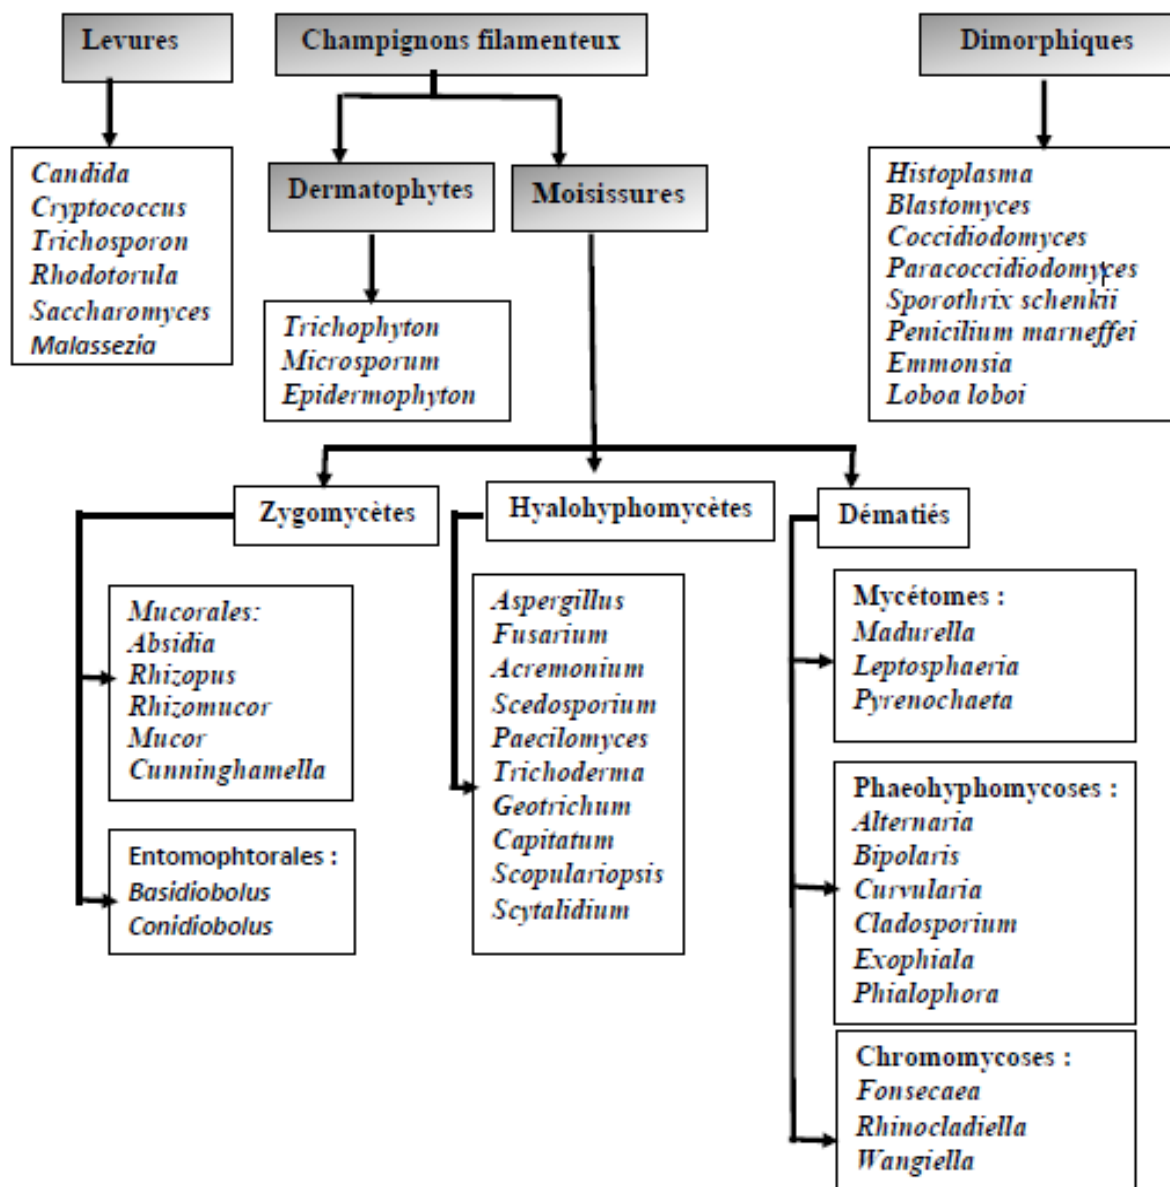 Levures
Champignons filamenteux
Dimorphiques
Candida
Cryptococcus
Trichosporon
Rhodotorula
Saccharomyces
Malassezia
Dermatophytes
Moisissures
Histoplasma
Blastomyces
Coccidiodomyces
Paracoccidiodomyces
Sporothrix schenkii
Penicilium marneffei
Emmonsia
Loboa loboi
Trichophyton
Microsporum
Epidermophyton
Zygomycètes
Hyalohyphomycètes
Dématiés
Mucorales:
Absidia
Rhizopus
Rhizomucor
Mucor
Cunninghamella
Entomophtorales :
Basidiobolus
Conidiobolus
Aspergillus
Fusarium
Acremonium
Scedosporium
Paecilomyces
Trichoderma
Geotrichum
Capitatum
Scopulariopsis
Scytalidium
Mycétomes :
Madurella
Leptosphaeria
Pyrenochaeta
Phaeohyphomycoses :
Alternaria
Bipolaris
Curvularia
Cladosporium
Exophiala
Phialophora
Chromomycoses :
Fonsecaea
Rhinocladiella
Wangiella